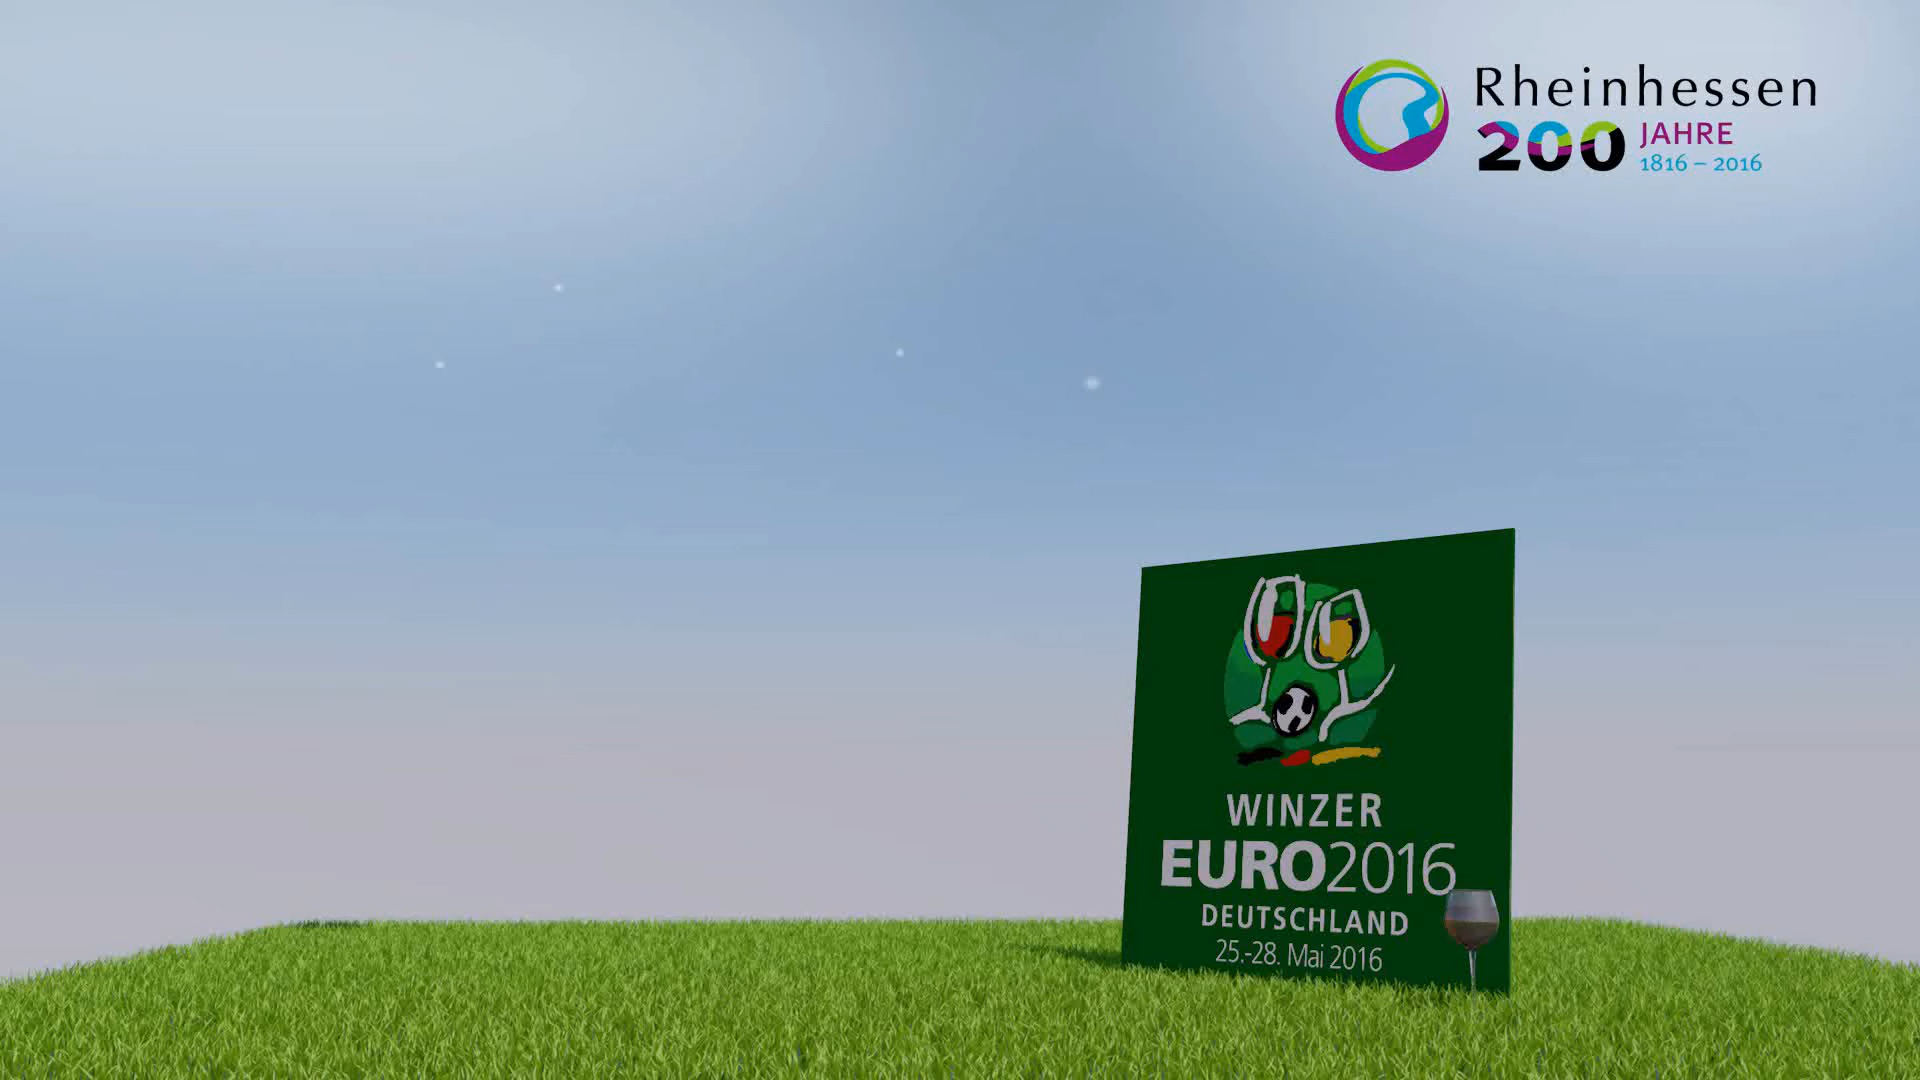 Rheinhessen
200 JAHRE
1816 – 2016
WINZER
EURO2016
DEUTSCHLAND
25.-28. Mai 2016